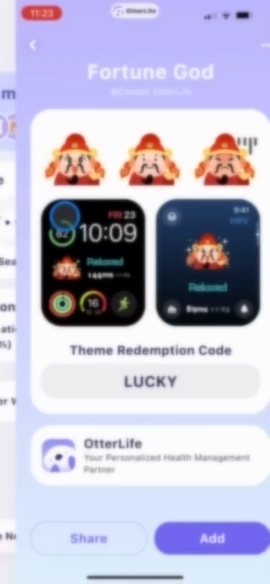 11:23
OtterLife
Fortune God
@Creator OtterLife
FRI 23
82
10:09
Relaxed
16
9:41
HRV
Relaxed
Theme Redemption Code
LUCKY
OtterLife
Your Personalized Health Management
Partner
Share
Add